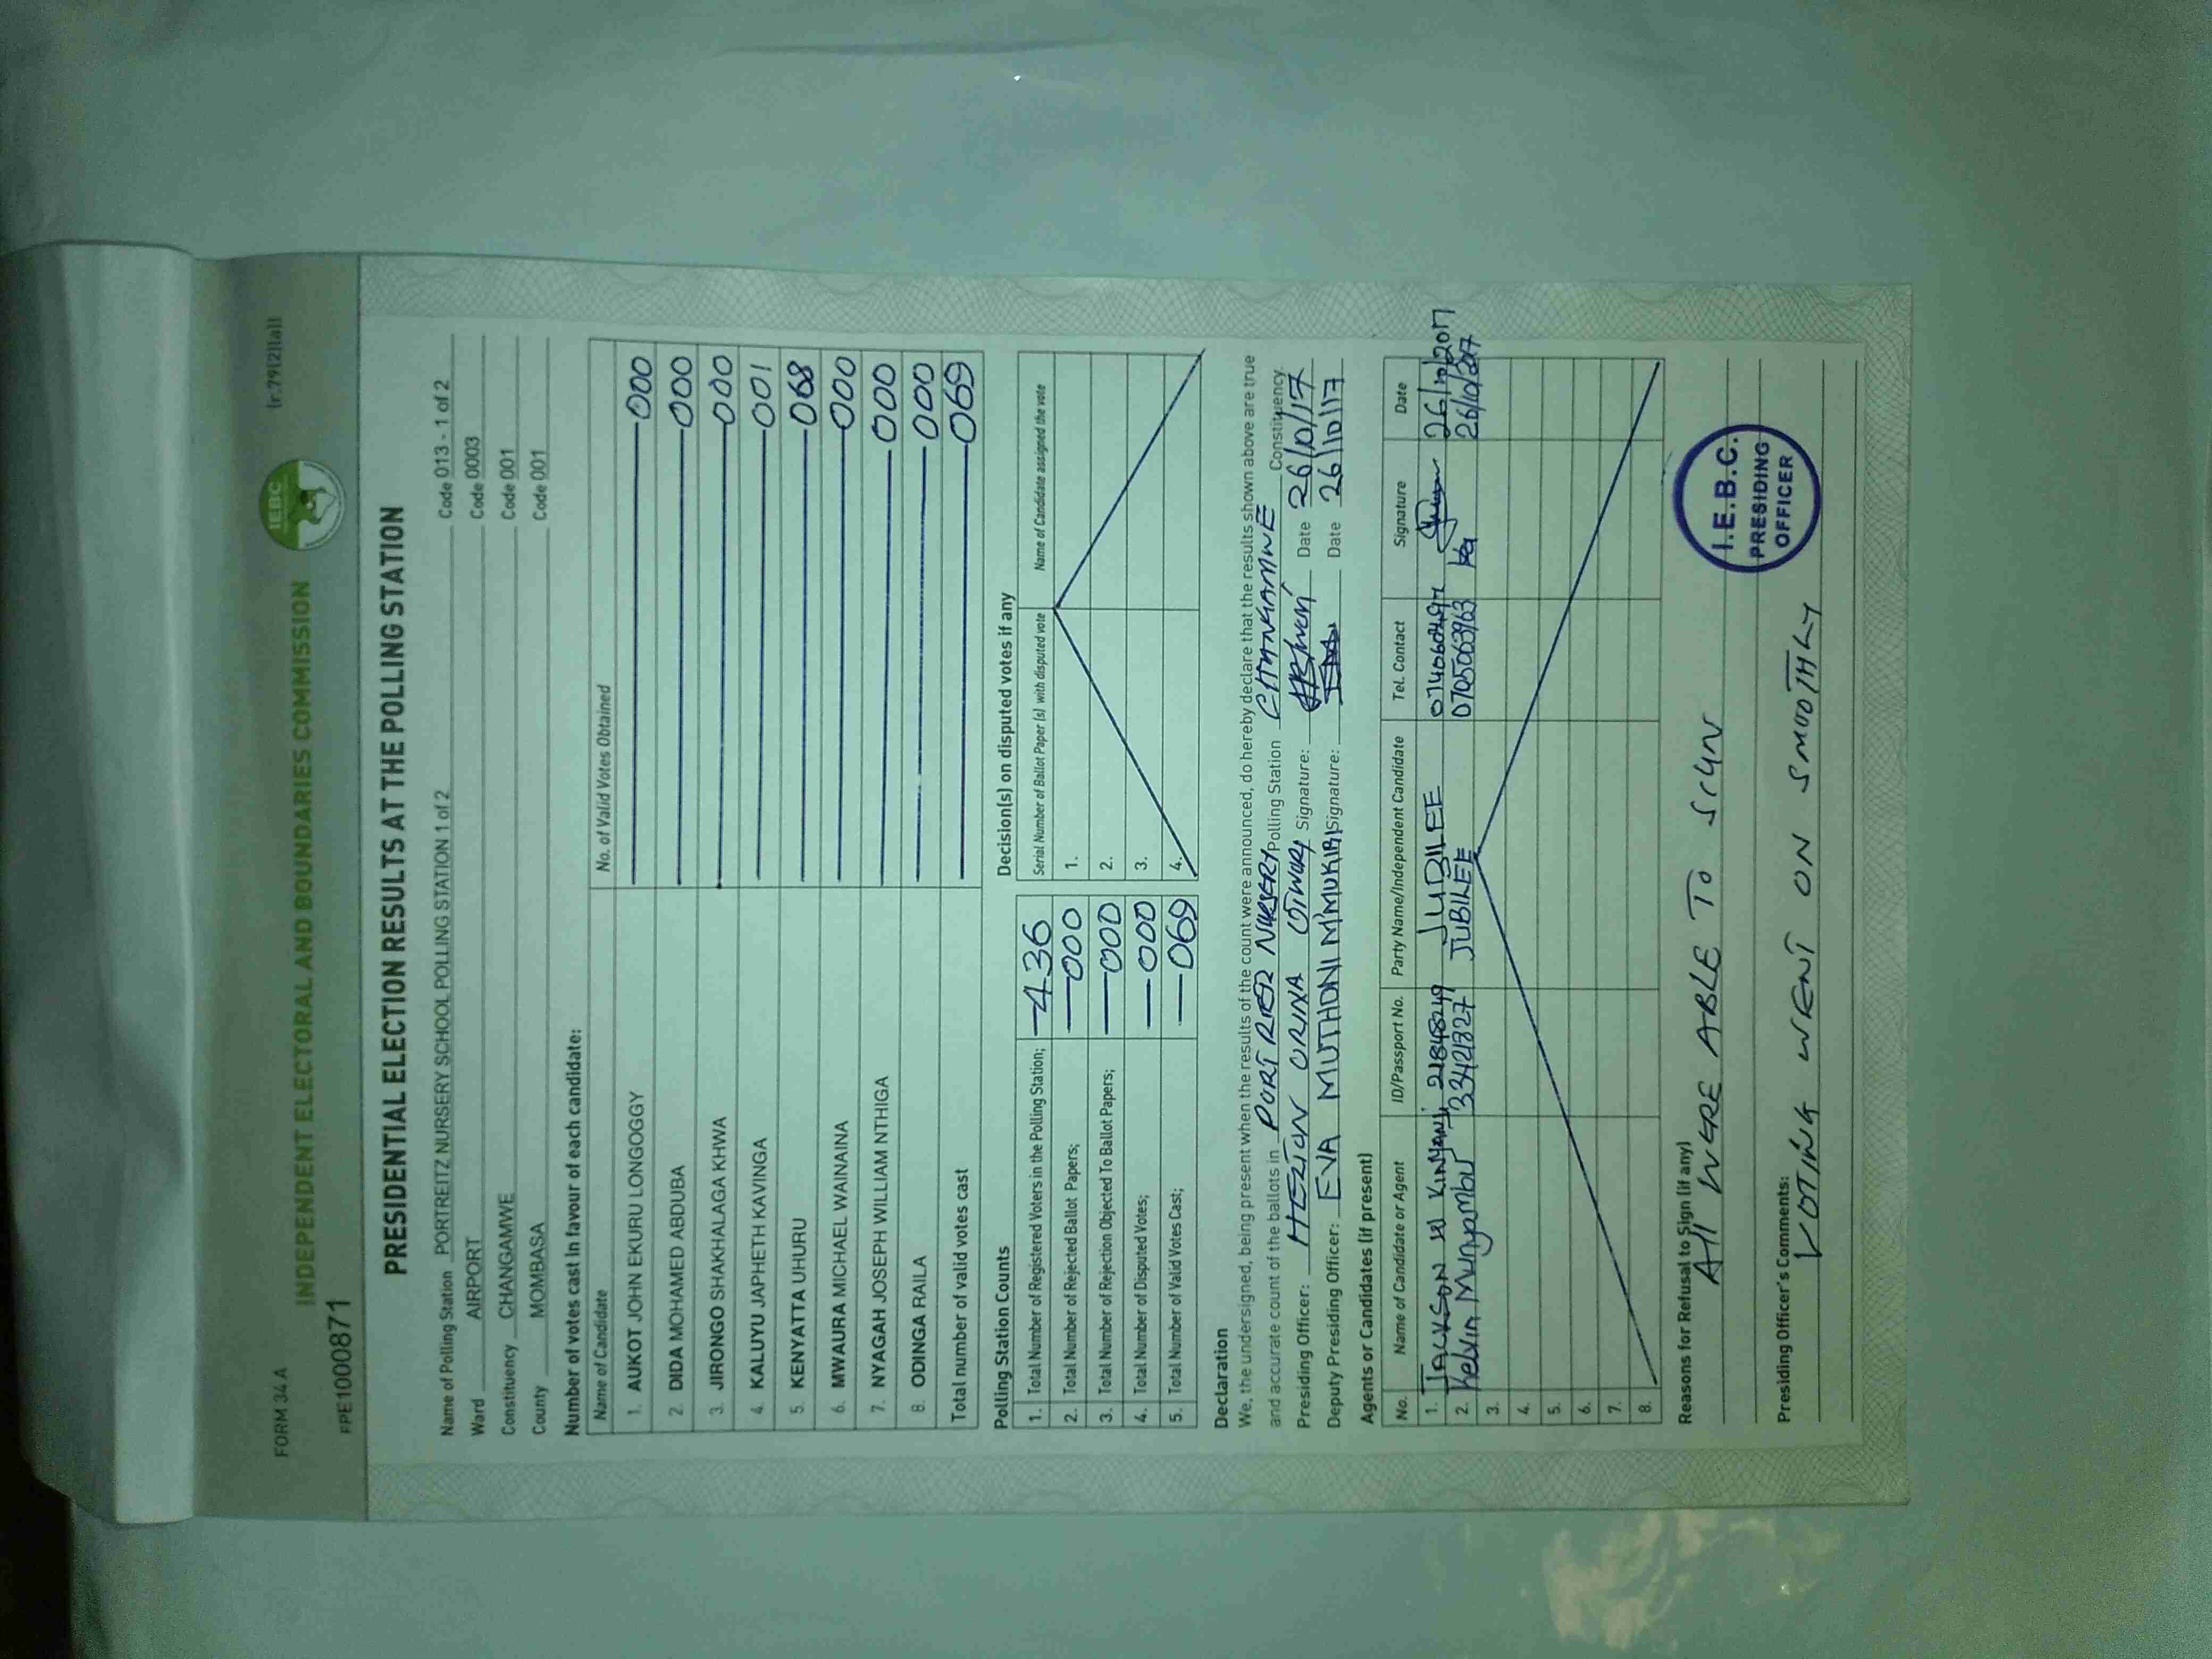 FORM 34 A (r.79(2)(a))
INDEPENDENT ELECTORAL AND BOUNDARIES COMMISSION
IEBC
PPE1000871
PRESIDENTIAL ELECTION RESULTS AT THE POLLING STATION
Name of Polling Station PORTREITZ NURSERY SCHOOL POLLING STATION 1 of 2 Code 013 - 1 of 2
Ward AIRPORT Code 0003
Constituency CHANGAMWE Code 001
County MOMBASA Code 001
Number of votes cast in favour of each candidate:
Name of Candidate No. of Valid Votes Obtained
1. AUKOT JOHN EKURU LONGOGGY 000
2. DIDA MOHAMED ABDUBA 000
3. JIRONGO SHAKHALAGA KHWA 000
4. KALUYU JAPHETH KAVINGA 001
5. KENYATTA UHURU 068
6. MWAURA MICHAEL WAINAINA 000
7. NYAGAH JOSEPH WILLIAM NTHIGA 000
8. ODINGA RAILA 000
Total number of valid votes cast 069
Polling Station Counts
1. Total Number of Registered Voters in the Polling Station; 436
2. Total Number of Rejected Ballot Papers; 000
3. Total Number of Rejection Objected To Ballot Papers; 000
4. Total Number of Disputed Votes; 000
5. Total Number of Valid Votes Cast; 069
Decision(s) on disputed votes if any
Serial Number of Ballot Paper (s) with disputed vote Name of Candidate assigned the vote
1.
2.
3.
4.
Declaration
We, the undersigned, being present when the results of the count were announced, do hereby declare that the results shown above are true
and accurate count of the ballots in PORT REITZ NURSERY Polling Station CHANGAMWE Constituency.
Presiding Officer: HEZION ORINA Signature: Date 26/10/17
Deputy Presiding Officer: EVA MUTHONI M'MUKIRI Signature: Date 26/10/17
Agents or Candidates (if present)
No. Name of Candidate or Agent ID/Passport No. Party Name/Independent Candidate Tel. Contact Signature Date
1. JACKSON W KINYANJUI JUBILEE 26/10/2017
2. Kelvin Munyambu 33421327 JUBILEE 0705063963 26/10/2017
3.
4.
5.
6.
7.
8.
Reasons for Refusal to Sign (if any)
All WERE ABLE TO SIGN
Presiding Officer's Comments:
VOTING WENT ON SMOOTHLY
I.E.B.C.
PRESIDING
OFFICER